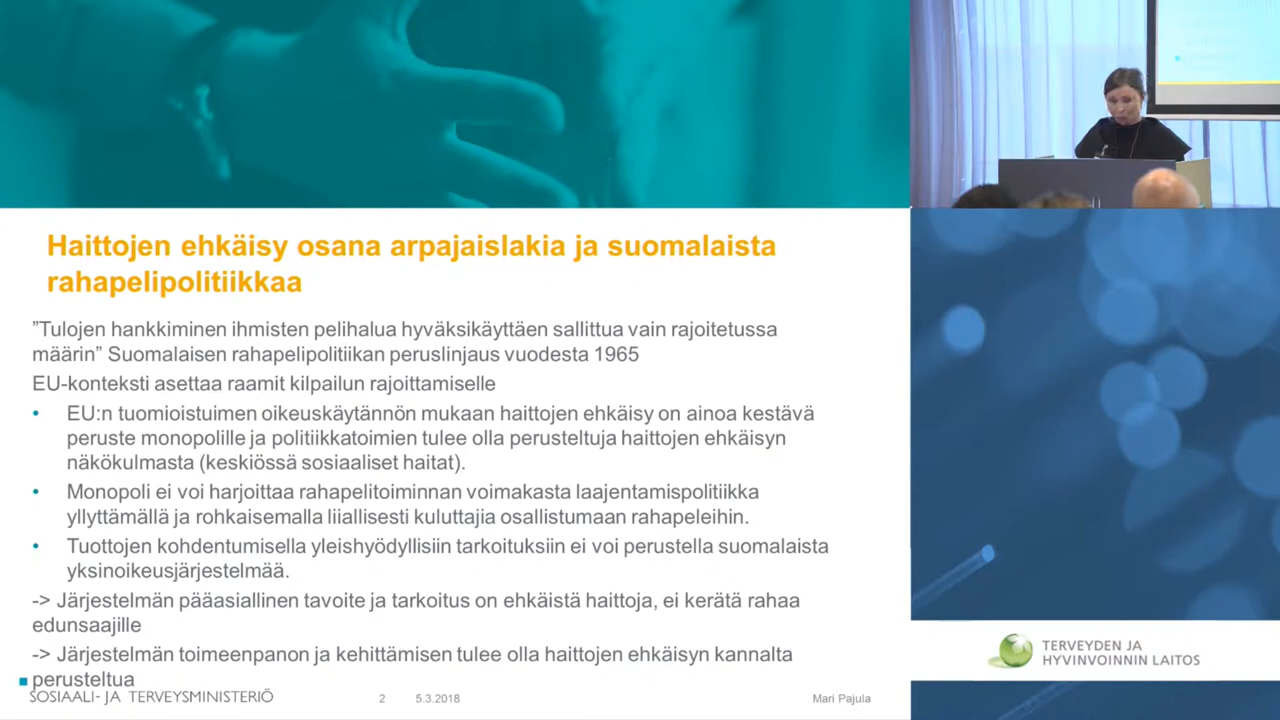 Haittojen ehkäisy osana arpajaislakia ja suomalaista
rahapelipolitiikkaa
”Tulojen hankkiminen ihmisten pelihalua hyväksikäyttäen sallittua vain rajoitetussa
määrin” Suomalaisen rahapelipolitiikan peruslinjaus vuodesta 1965
EU-konteksti asettaa raamit kilpailun rajoittamiselle
• EU:n tuomioistuimen oikeuskäytännön mukaan haittojen ehkäisy on ainoa kestävä
peruste monopolille ja politiikkatoimien tulee olla perusteltuja haittojen ehkäisyn
näkökulmasta (keskiössä sosiaaliset haitat).
• Monopoli ei voi harjoittaa rahapelitoiminnan voimakasta laajentamispolitiikka
yllyttämällä ja rohkaisemalla liiallisesti kuluttajia osallistumaan rahapeleihin.
• Tuottojen kohdentumisella yleishyödyllisiin tarkoituksiin ei voi perustella suomalaista
yksinoikeusjärjestelmää.
-> Järjestelmän pääasiallinen tavoite ja tarkoitus on ehkäistä haittoja, ei kerätä rahaa
edunsaajille
-> Järjestelmän toimeenpanon ja kehittämisen tulee olla haittojen ehkäisyn kannalta
perusteltua
SOSIAALI- JA TERVEYSMINISTERIÖ
2
5.3.2018
Mari Pajula
TERVEYDEN JA
HYVINVOINNIN LAITOS